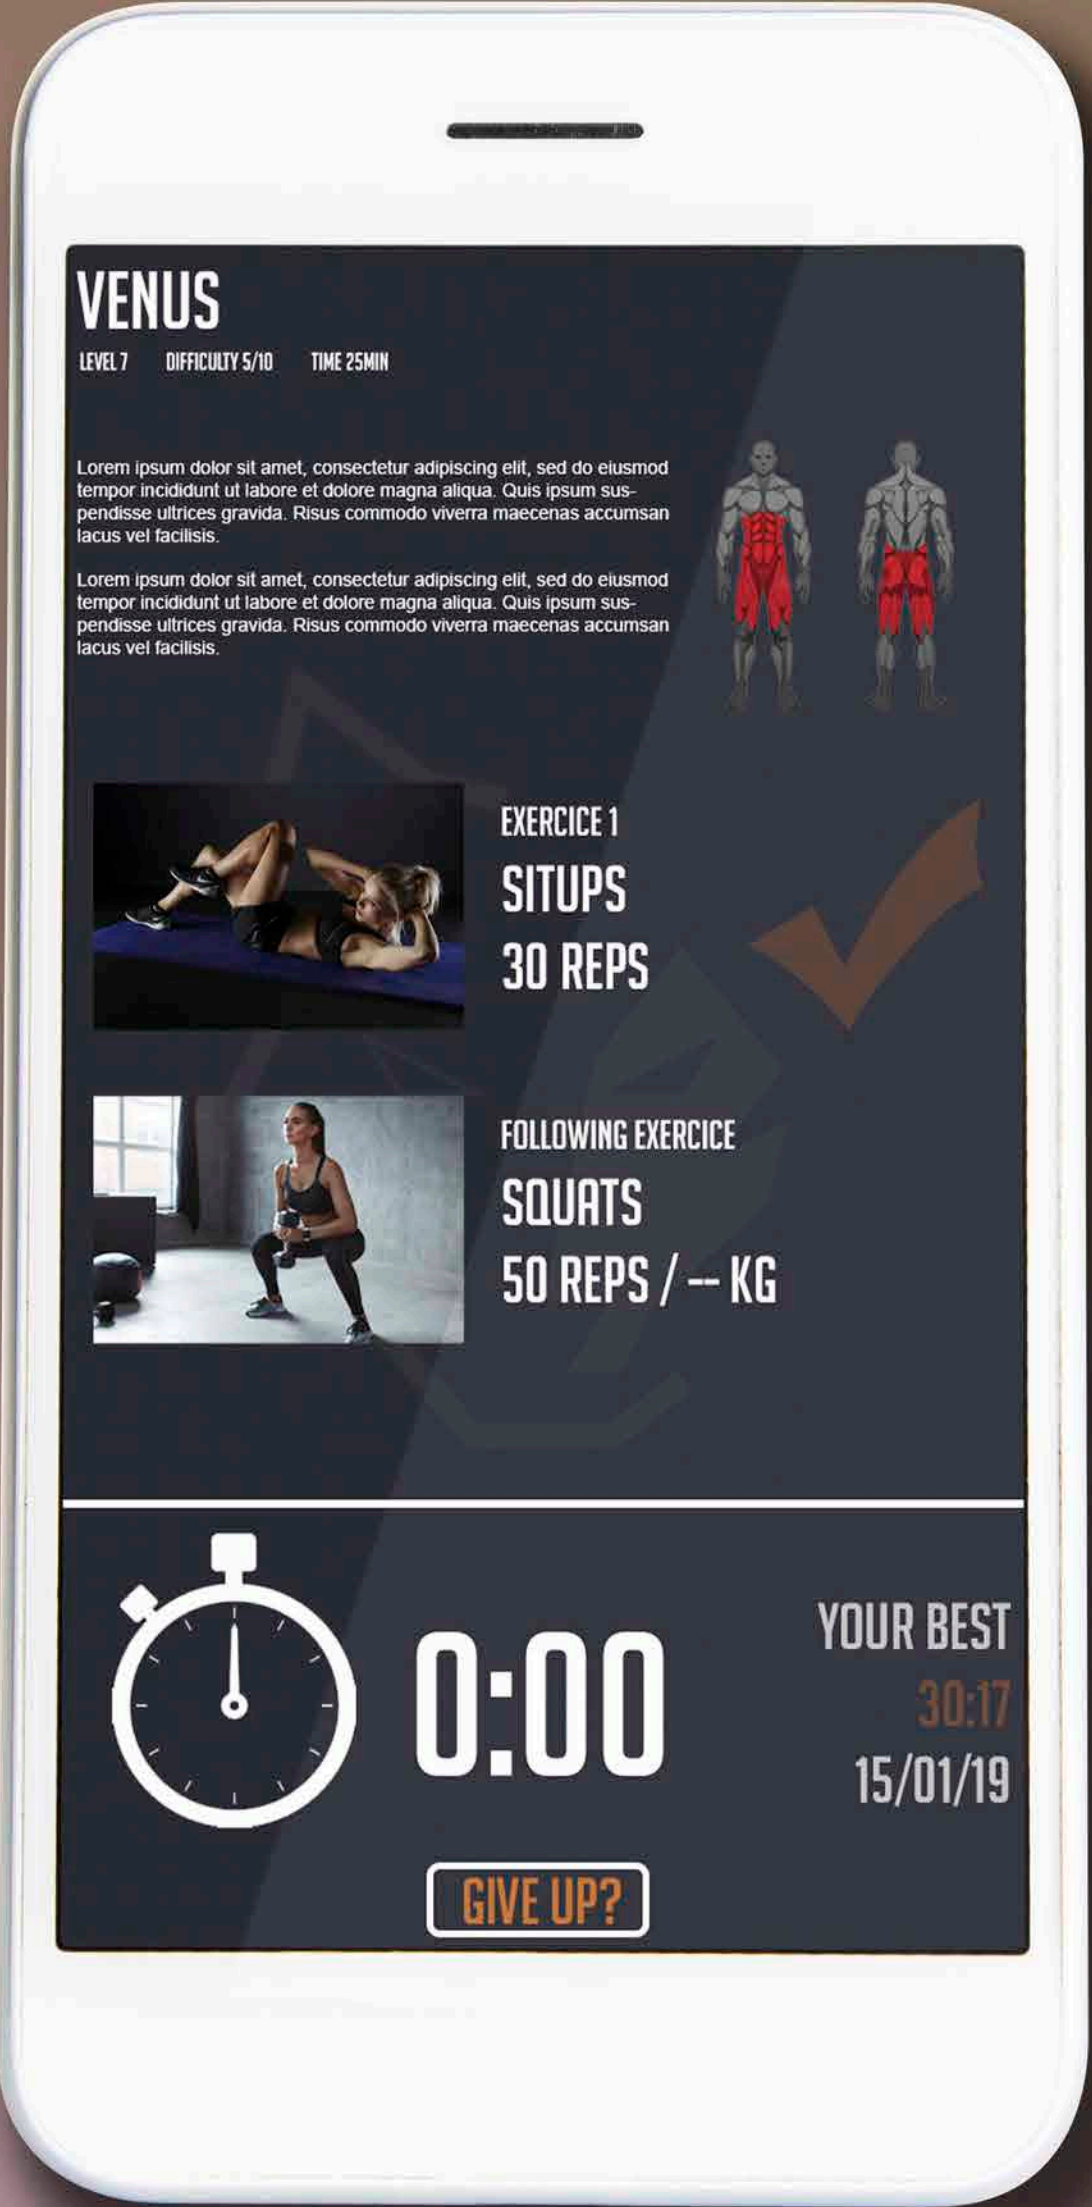 VENUS
LEVEL 7 DIFFICULTY 5/10 TIME 25MIN
Lorem ipsum dolor sit amet, consectetur adipiscing elit, sed do eiusmod
tempor incididunt ut labore et dolore magna aliqua. Quis ipsum sus-
pendisse ultrices gravida. Risus commodo viverra maecenas accumsan
lacus vel facilisis.
Lorem ipsum dolor sit amet, consectetur adipiscing elit, sed do eiusmod
tempor incididunt ut labore et dolore magna aliqua. Quis ipsum sus-
pendisse ultrices gravida. Risus commodo viverra maecenas accumsan
lacus vel facilisis.
EXERCICE 1
SITUPS
30 REPS
FOLLOWING EXERCICE
SQUATS
50 REPS / -- KG
0:00
YOUR BEST
30:17
15/01/19
GIVE UP?